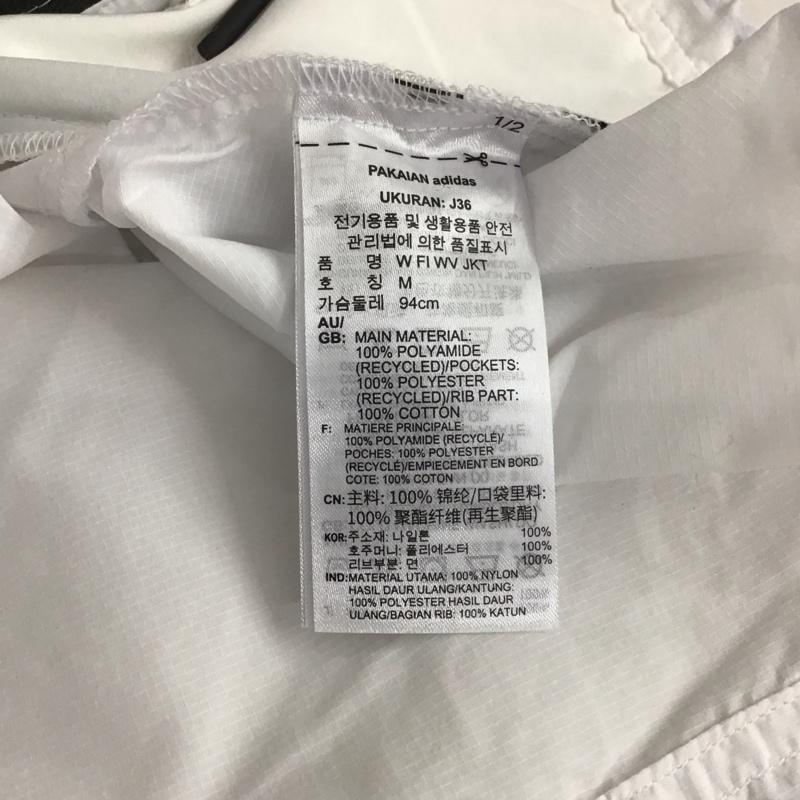 1/2
PAKAIAN adidas
UKURAN: J36
전기용품 및 생활용품 안전
관리법에 의한 품질표시
품 명 W FI WV JKT
호 칭 M
가슴둘레 94cm
AU/
GB: MAIN MATERIAL:
100% POLYAMIDE
(RECYCLED)/POCKETS:
100% POLYESTER
(RECYCLED)/RIB PART:
100% COTTON
F: MATIERE PRINCIPALE:
100% POLYAMIDE (RECYCLÉ)/
POCHES: 100% POLYESTER
(RECYCLÉ)/EMPIECEMENT EN BORD
COTE: 100% COTON
CN: 主料: 100% 锦纶/口袋里料:
100% 聚酯纤维(再生聚酯)
KOR: 주소재: 나일론 100%
호주머니: 폴리에스터 100%
리브부분: 면 100%
IND: MATERIAL UTAMA: 100% NYLON
HASIL DAUR ULANG/KANTUNG:
100% POLYESTER HASIL DAUR
ULANG/BAGIAN RIB: 100% KATUN